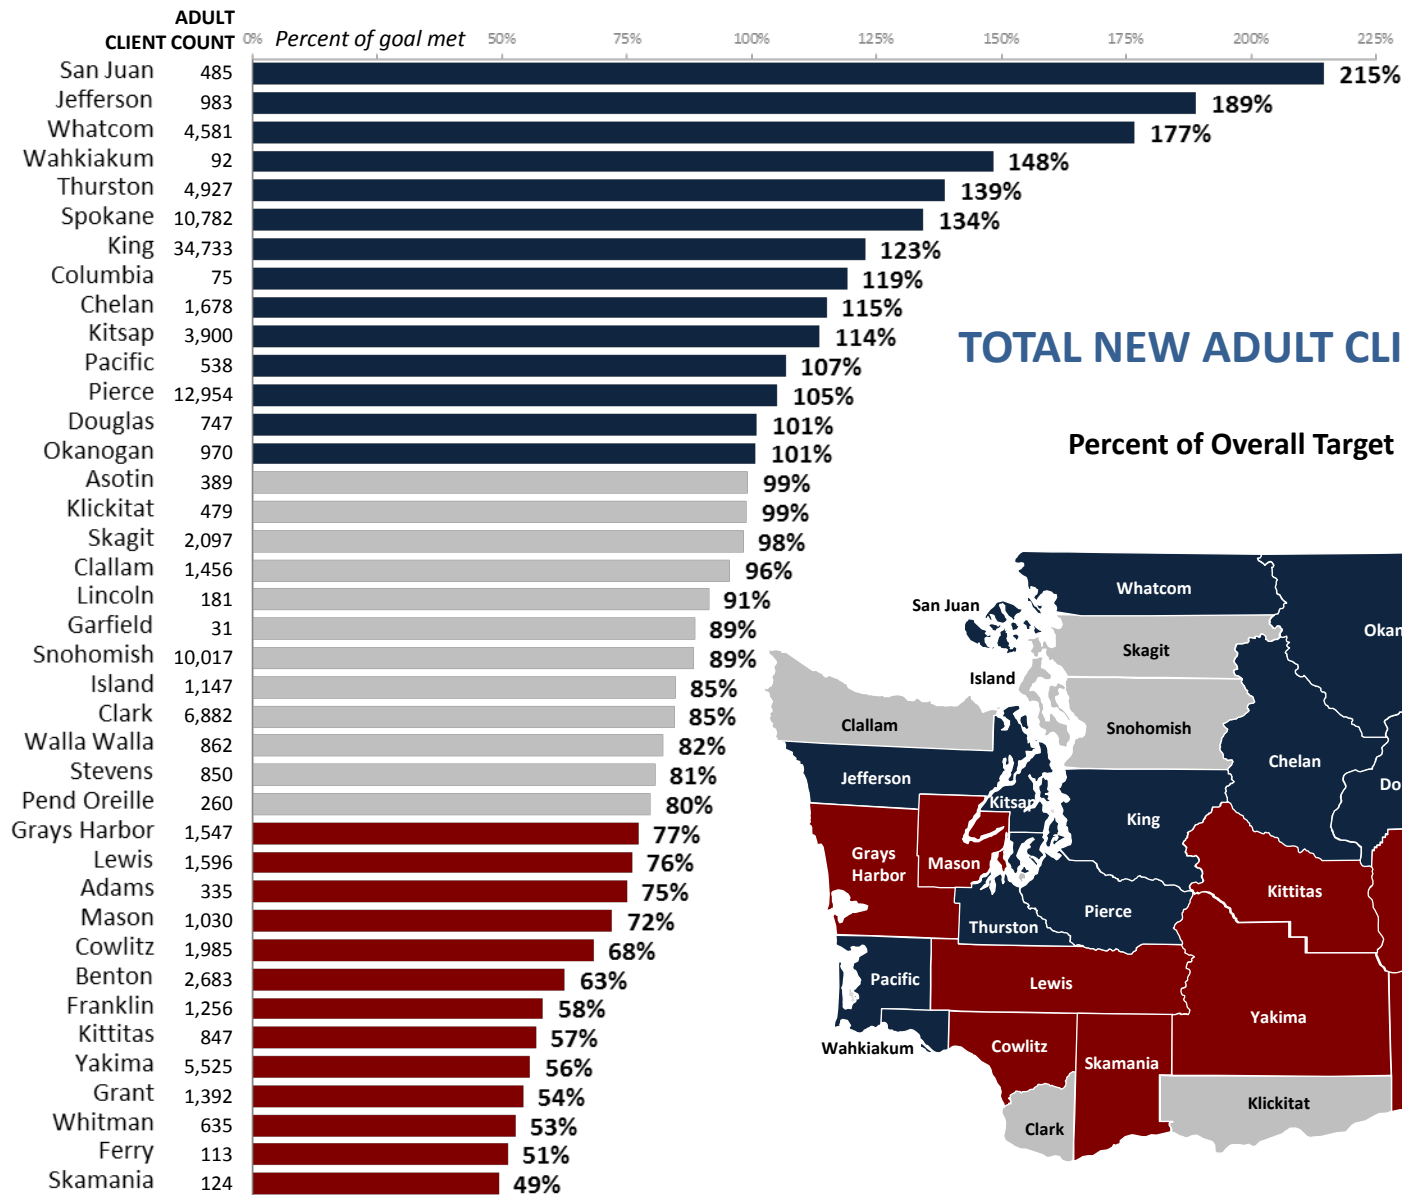 ADULT
CLIENT COUNT
0% Percent of goal met 50% 75% 100% 125% 150% 175% 200% 225%
San Juan 485 215%
Jefferson 983 189%
Whatcom 4,581 177%
Wahkiakum 92 148%
Thurston 4,927 139%
Spokane 10,782 134%
King 34,733 123%
Columbia 75 119%
Chelan 1,678 115%
Kitsap 3,900 114%
Pacific 538 107%
Pierce 12,954 105%
Douglas 747 101%
Okanogan 970 101%
Asotin 389 99%
Klickitat 479 99%
Skagit 2,097 98%
Clallam 1,456 96%
Lincoln 181 91%
Garfield 31 89%
Snohomish 10,017 89%
Island 1,147 85%
Clark 6,882 85%
Walla Walla 862 82%
Stevens 850 81%
Pend Oreille 260 80%
Grays Harbor 1,547 77%
Lewis 1,596 76%
Adams 335 75%
Mason 1,030 72%
Cowlitz 1,985 68%
Benton 2,683 63%
Franklin 1,256 58%
Kittitas 847 57%
Yakima 5,525 56%
Grant 1,392 54%
Whitman 635 53%
Ferry 113 51%
Skamania 124 49%
TOTAL NEW ADULT CLI
Percent of Overall Target
Whatcom
San Juan
Okan
Skagit
Island
Clallam
Snohomish
Chelan
Jefferson
Do
Kitsap
King
Grays
Harbor
Mason
Kittitas
Pierce
Thurston
Pacific
Lewis
Yakima
Wahkiakum
Cowlitz
Skamania
Klickitat
Clark